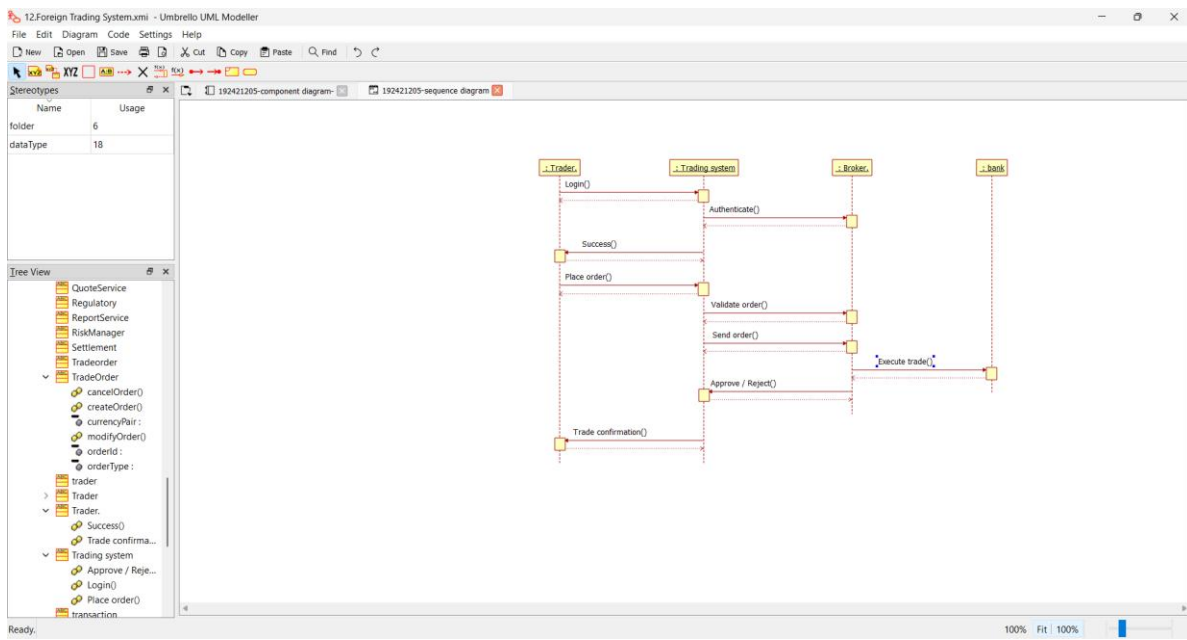 12.Foreign Trading System.xmi - Umbrello UML Modeller
File Edit Diagram Code Settings Help
New Open Save Cut Copy Paste Find
XYZ XYZ A:B f(x) f(x)
Stereotypes
192421205-component diagram-
192421205-sequence diagram
Name Usage
folder 6
dataType 18
: Trader. : Trading system : Broker. : bank
Login()
Authenticate()
Success()
Place order()
Validate order()
Send order()
Execute trade()
Approve / Reject()
Trade confirmation()
Tree View
QuoteService
Regulatory
ReportService
RiskManager
Settlement
Tradeorder
TradeOrder
cancelOrder()
createOrder()
currencyPair :
modifyOrder()
orderId :
orderType :
trader
Trader
Trader.
Success()
Trade confirma...
Trading system
Approve / Reje...
Login()
Place order()
transaction
Ready.
100% Fit 100%